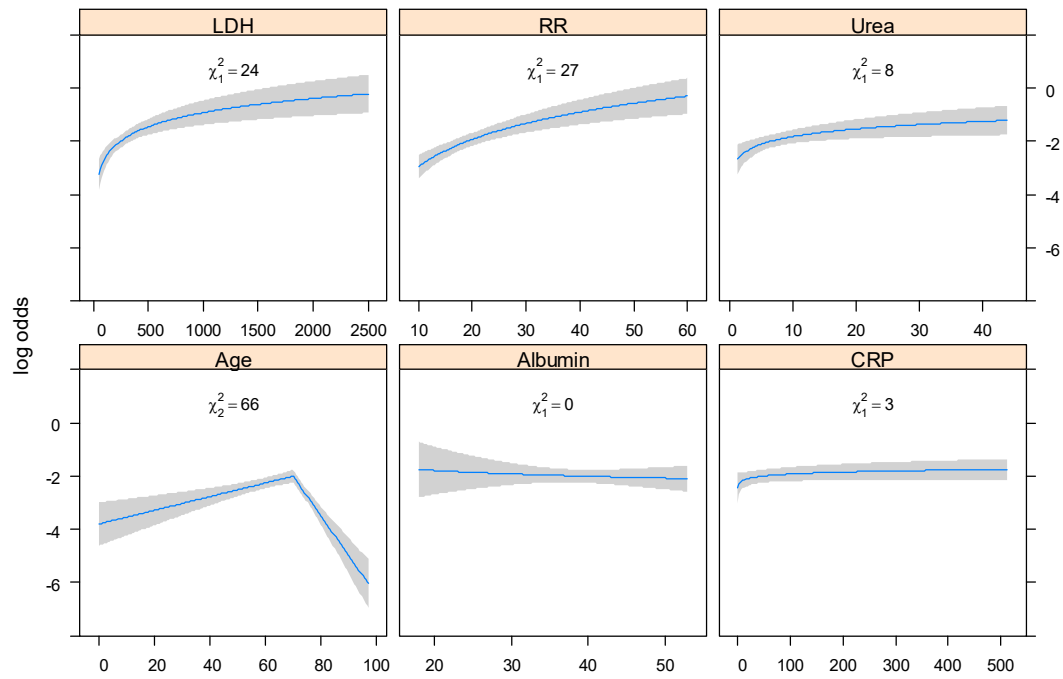 LDH RR Urea
χ²₁ = 24 χ²₁ = 27 χ²₁ = 8
0
-2
-4
-6
0 500 1000 1500 2000 2500 10 20 30 40 50 60 0 10 20 30 40
log odds
Age Albumin CRP
χ²₂ = 66 χ²₁ = 0 χ²₁ = 3
0
-2
-4
-6
0 20 40 60 80 100 20 30 40 50 0 100 200 300 400 500